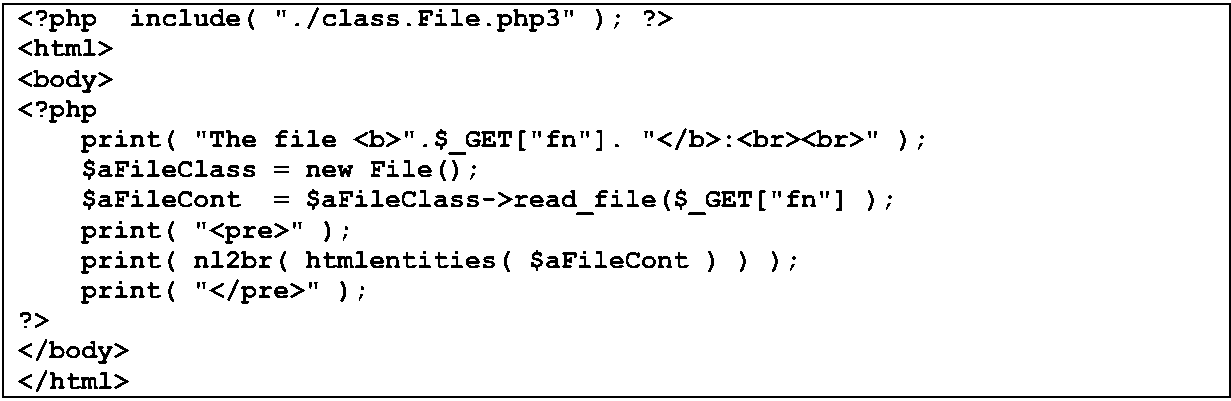 <?php  include( "./class.File.php3" ); ?>
<html>
<body>
<?php
    print( "The file <b>".$_GET["fn"]. "</b>:<br><br>" );
    $aFileClass = new File();
    $aFileCont  = $aFileClass->read_file($_GET["fn"] );
    print( "<pre>" );
    print( nl2br( htmlentities( $aFileCont ) ) );
    print( "</pre>" );
?>
</body>
</html>